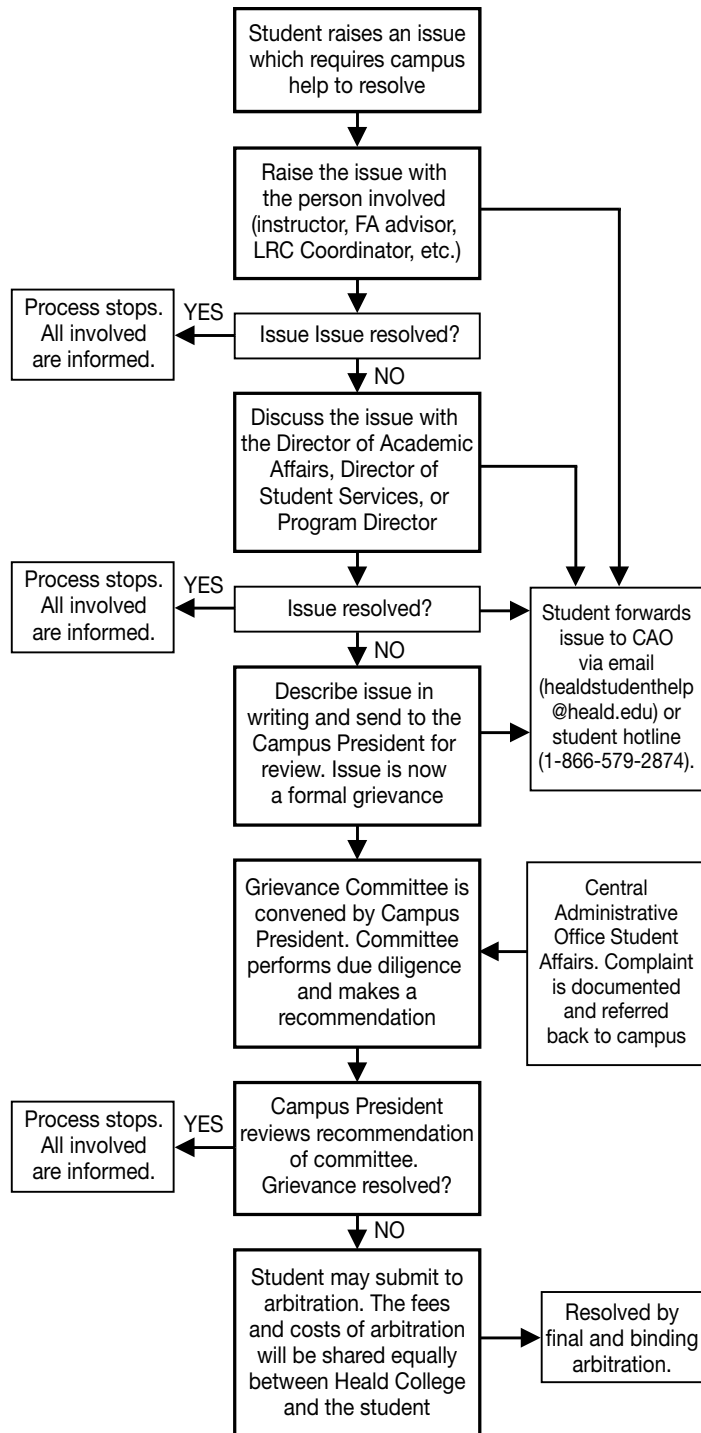 Student raises an issue
which requires campus
help to resolve
Raise the issue with
the person involved
(instructor, FA advisor,
LRC Coordinator, etc.)
Process stops.
All involved
are informed.
YES
Issue Issue resolved?
NO
Discuss the issue with
the Director of Academic
Affairs, Director of
Student Services, or
Program Director
Process stops.
All involved
are informed.
YES
Issue resolved?
NO
Student forwards
issue to CAO
via email
(healdstudenthelp
@heald.edu) or
student hotline
(1-866-579-2874).
Describe issue in
writing and send to the
Campus President for
review. Issue is now
a formal grievance
Grievance Committee is
convened by Campus
President. Committee
performs due diligence
and makes a
recommendation
Central
Administrative
Office Student
Affairs. Complaint
is documented
and referred
back to campus
Process stops.
All involved
are informed.
YES
Campus President
reviews recommendation
of committee.
Grievance resolved?
NO
Student may submit to
arbitration. The fees
and costs of arbitration
will be shared equally
between Heald College
and the student
Resolved by
final and binding
arbitration.